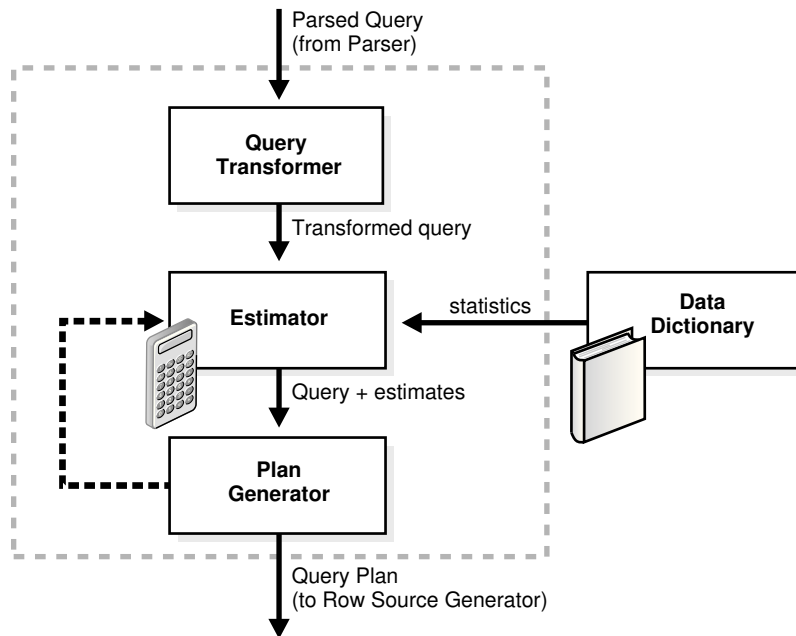 Parsed Query
(from Parser)
Query
Transformer
Transformed query
Estimator
statistics
Data
Dictionary
Query + estimates
Plan
Generator
Query Plan
(to Row Source Generator)